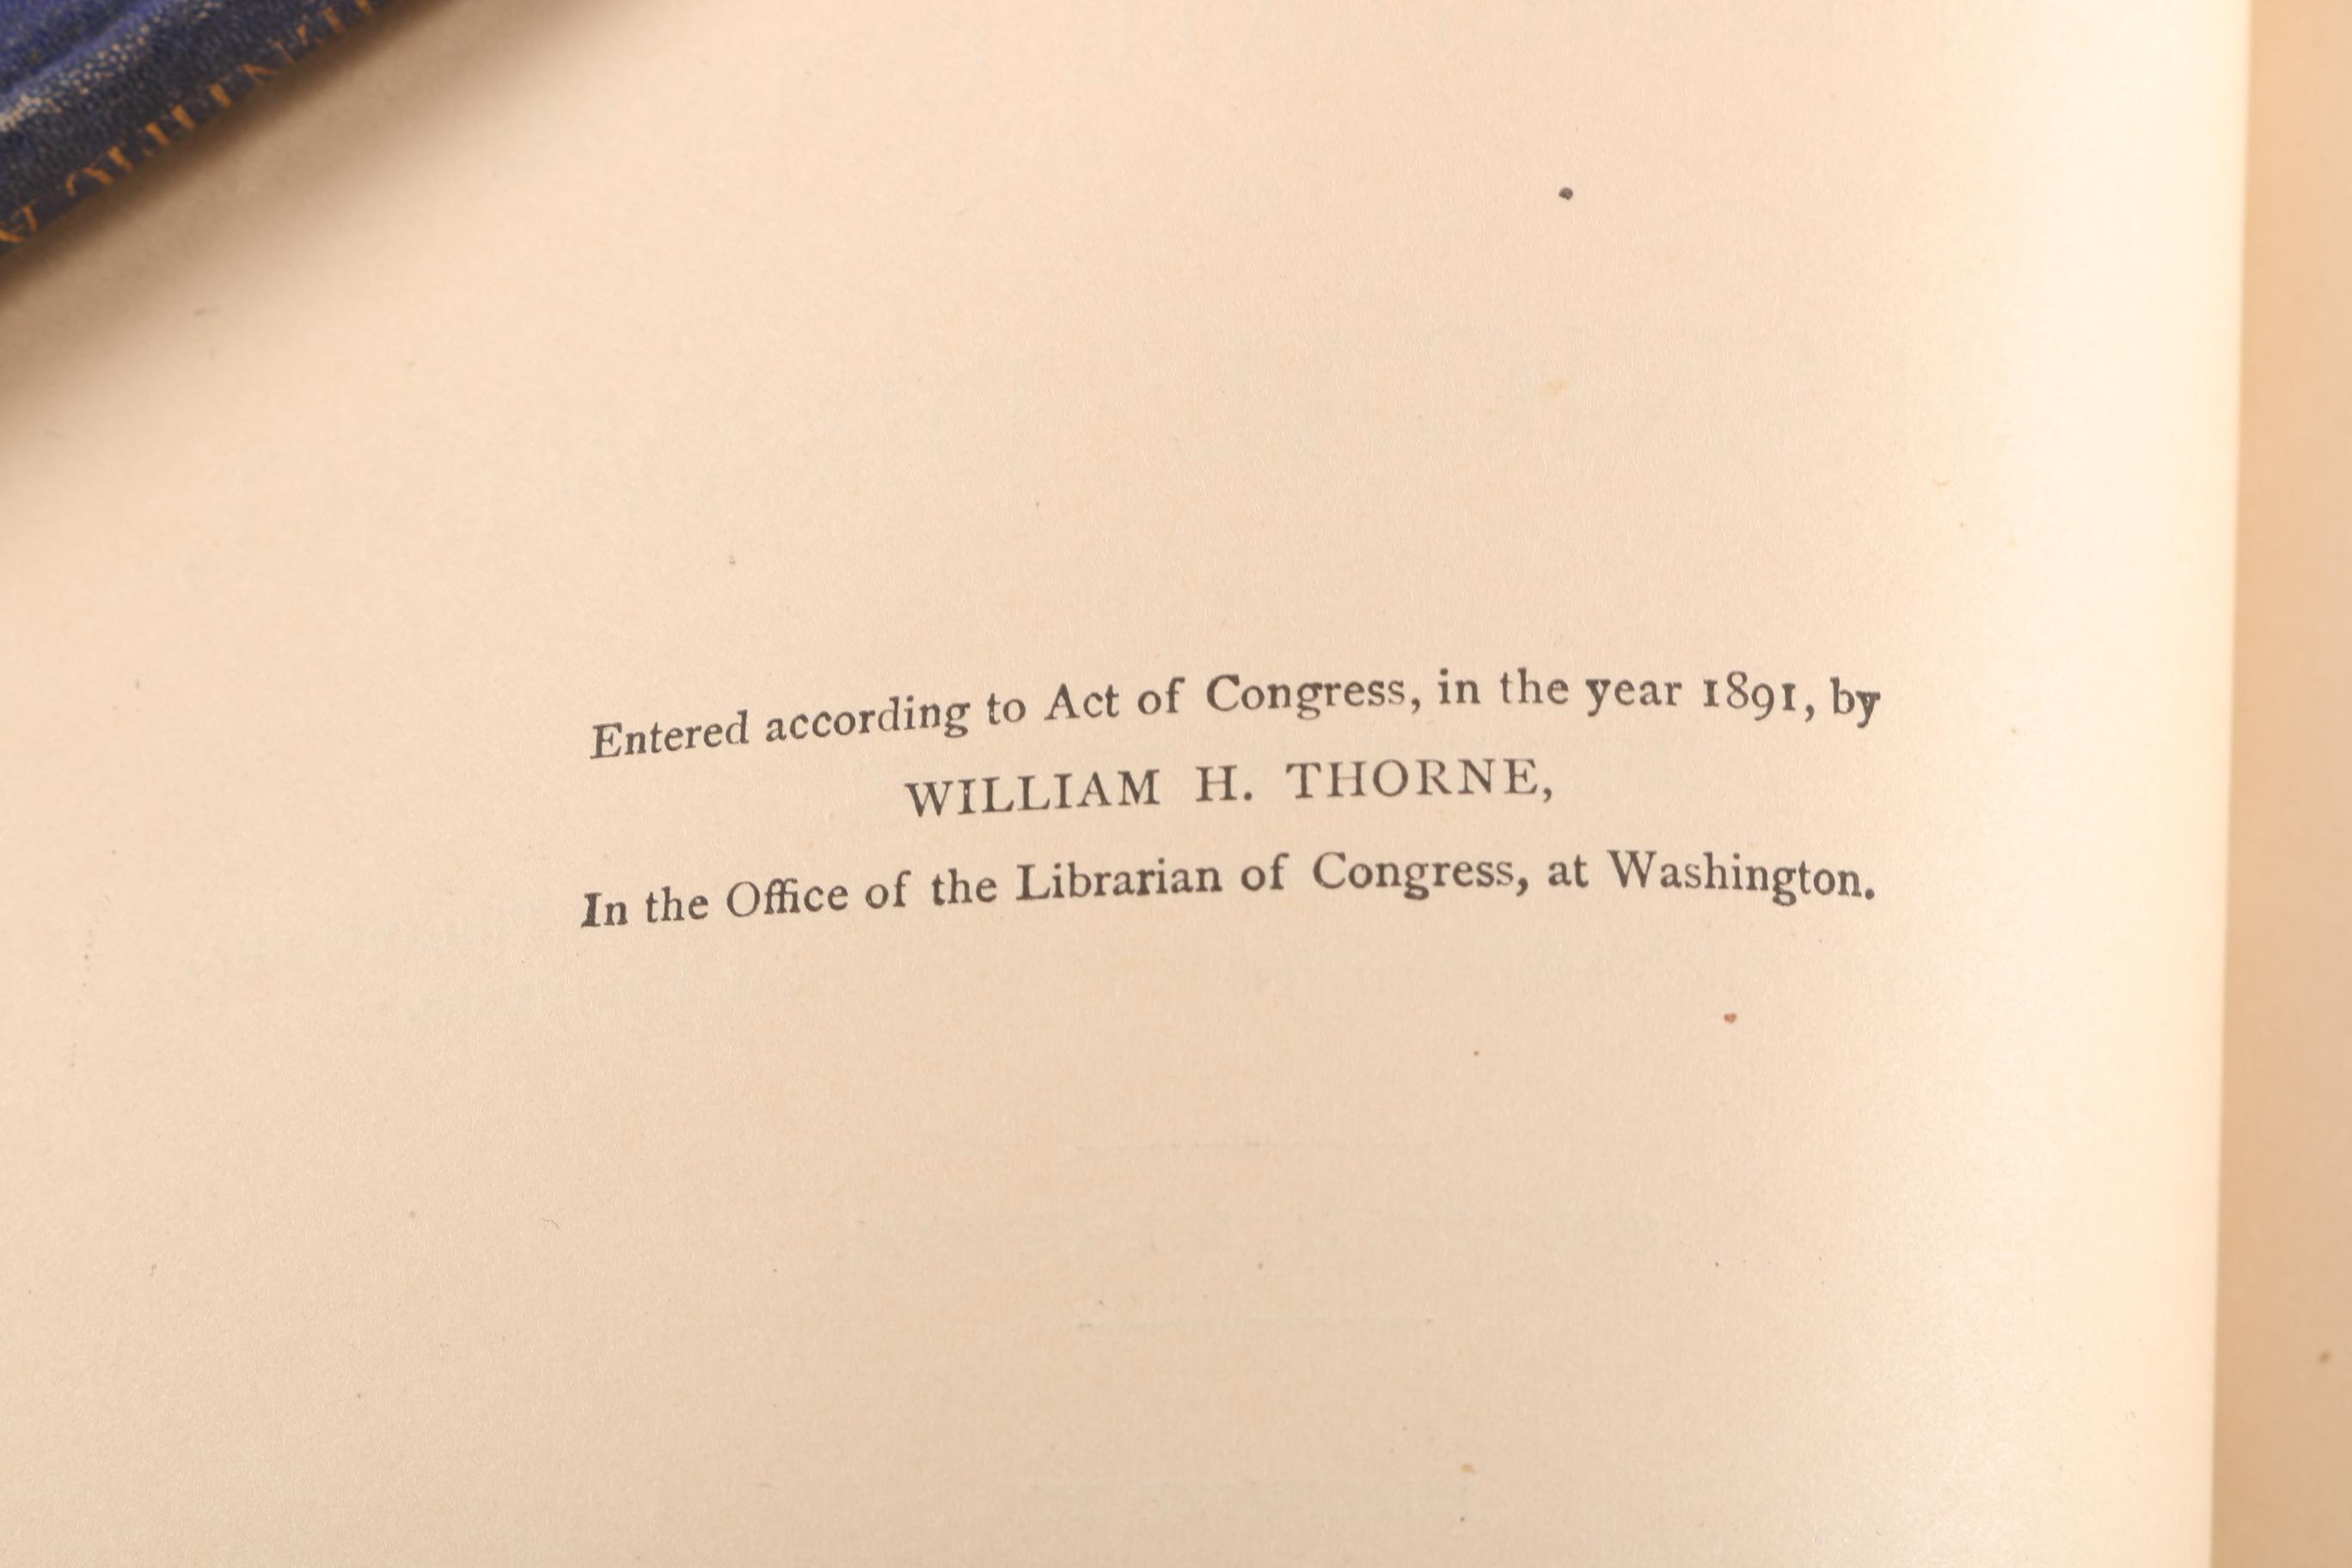 Entered according to Act of Congress, in the year 1891, by
WILLIAM H. THORNE,
In the Office of the Librarian of Congress, at Washington.